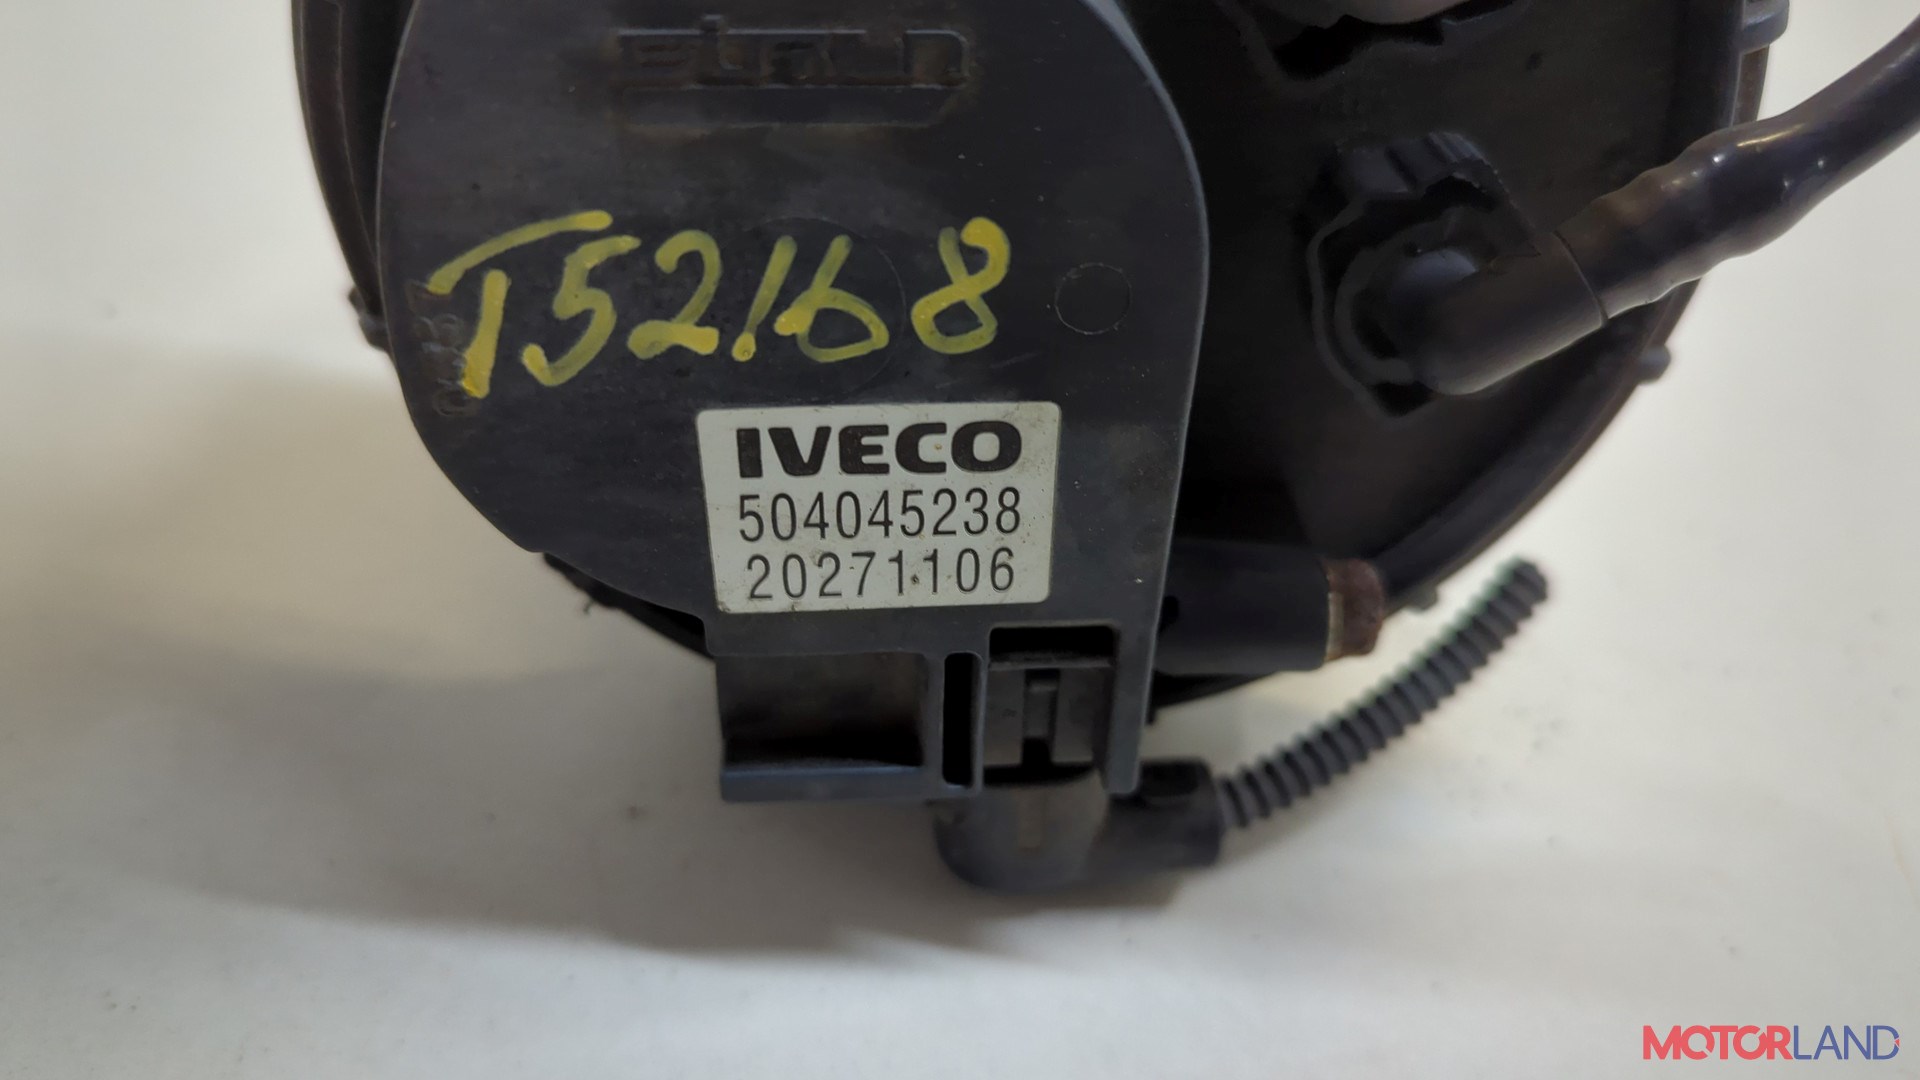 T52168
IVECO
504045238
20271106
MOTORLAND